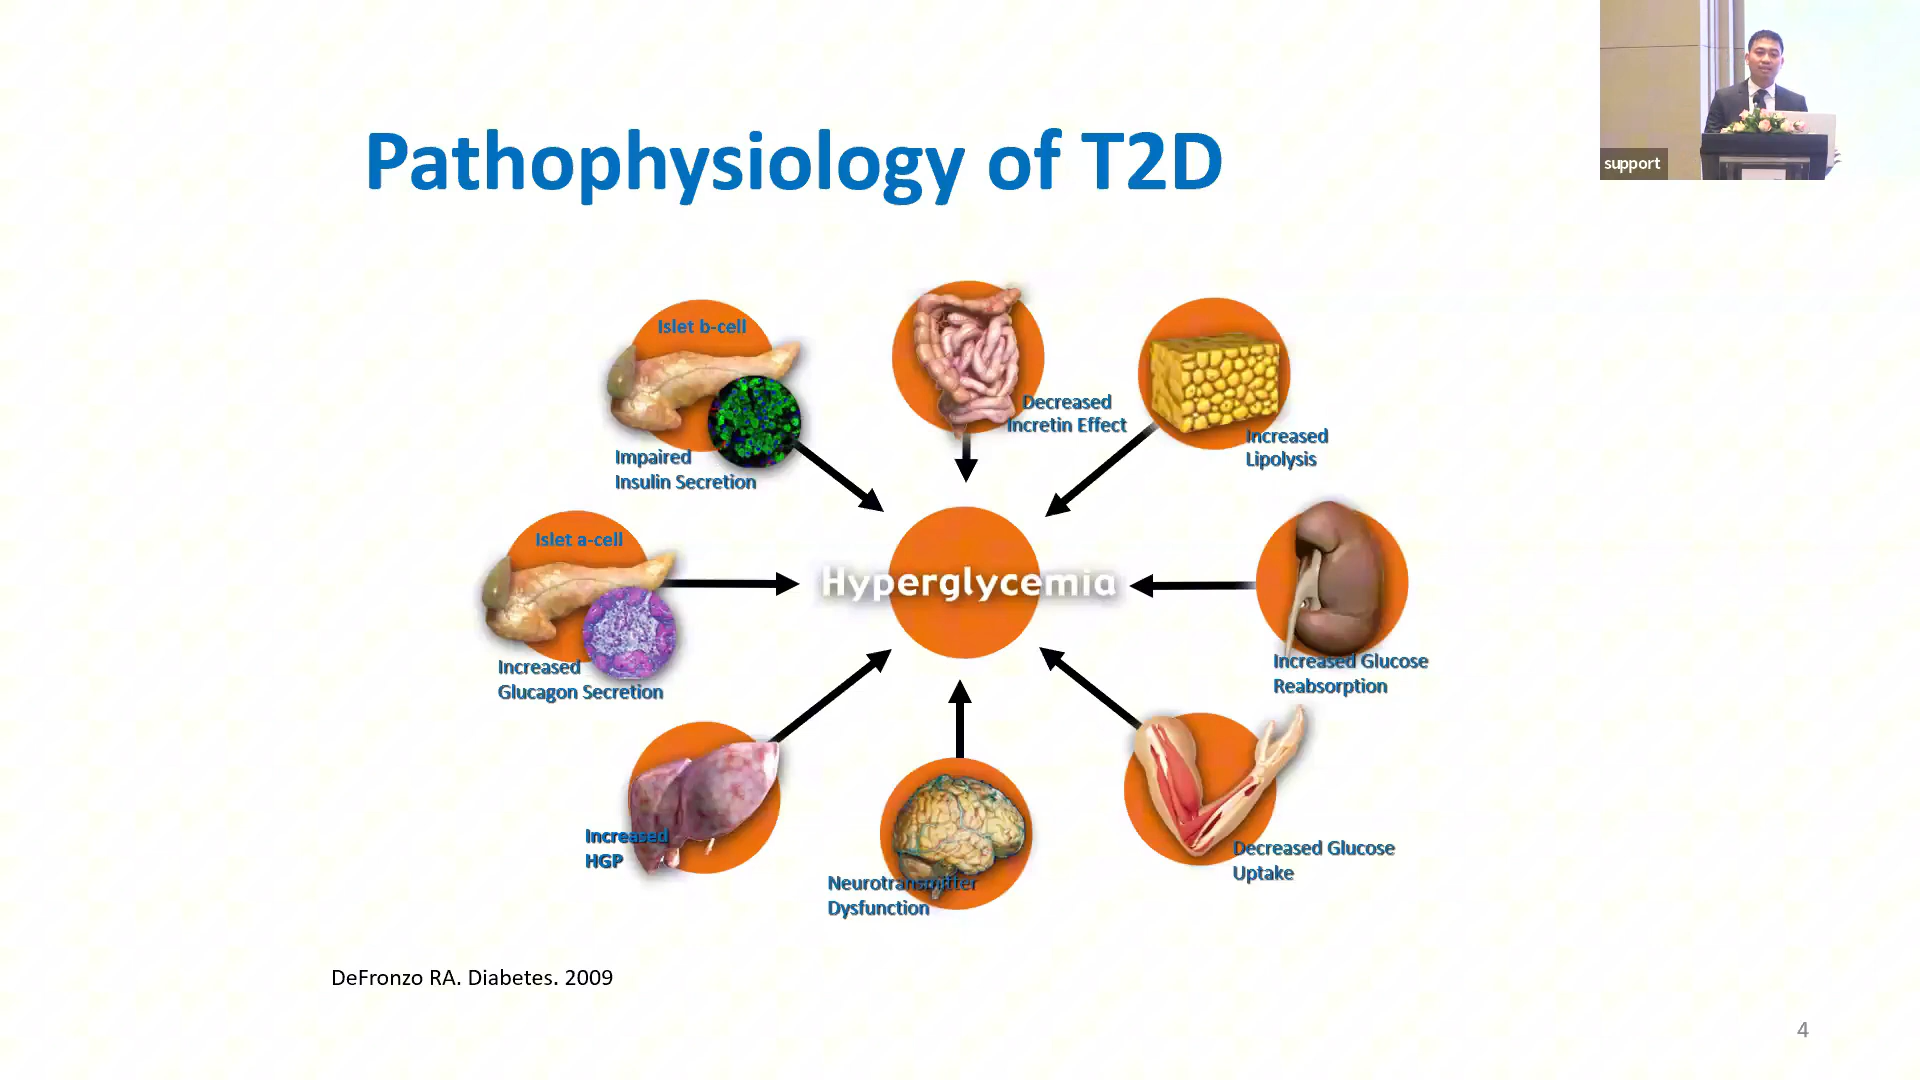 support
Pathophysiology of T2D
Islet b-cell
Impaired
Insulin Secretion
Decreased
Incretin Effect
Increased
Lipolysis
Islet a-cell
Increased
Glucagon Secretion
Hyperglycemia
Increased Glucose
Reabsorption
Increased
HGP
Neurotransmitter
Dysfunction
Decreased Glucose
Uptake
DeFronzo RA. Diabetes. 2009
4